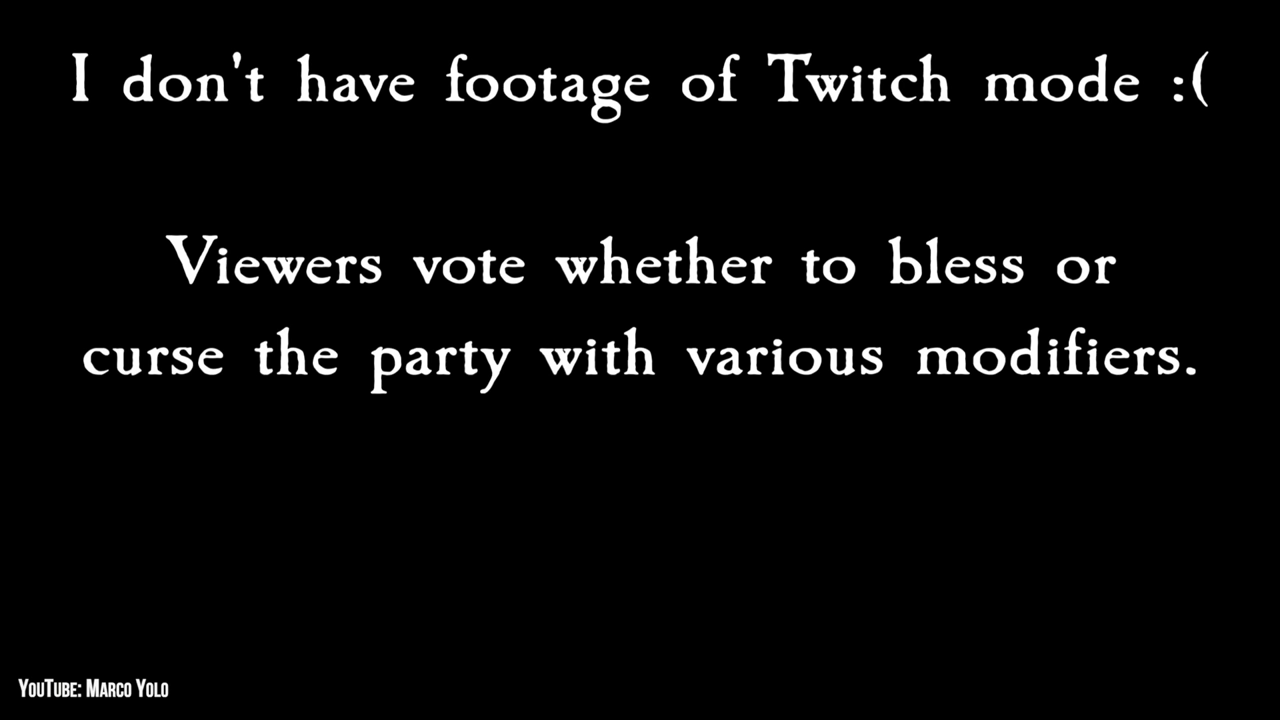 I don't have footage of Twitch mode :(
Viewers vote whether to bless or
curse the party with various modifiers.
YouTube: Marco Yolo